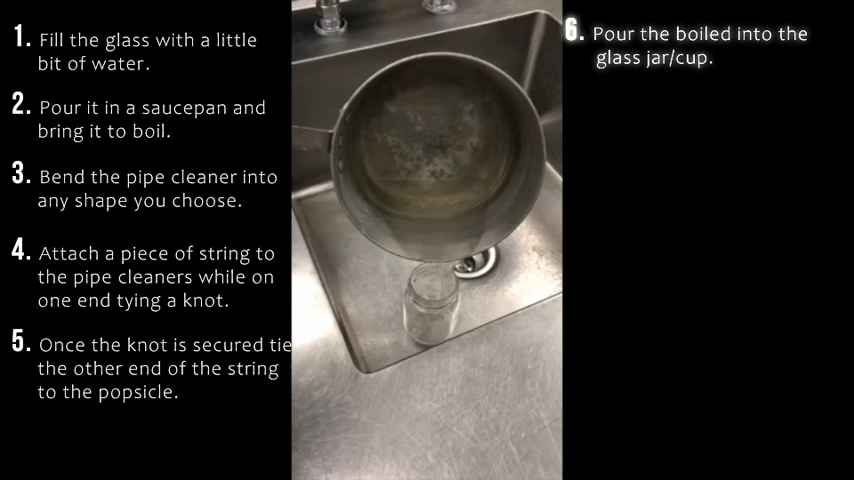 1. Fill the glass with a little
bit of water.
2. Pour it in a saucepan and
bring it to boil.
3. Bend the pipe cleaner into
any shape you choose.
4. Attach a piece of string to
the pipe cleaners while on
one end tying a knot.
5. Once the knot is secured tie
the other end of the string
to the popsicle.
6. Pour the boiled into the
glass jar/cup.